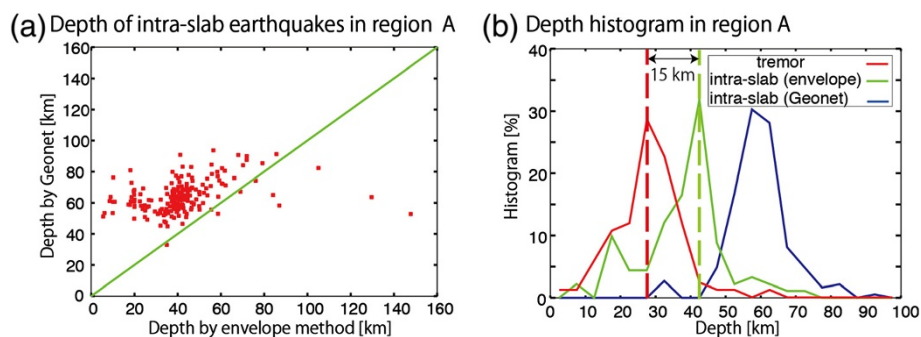 (a) Depth of intra-slab earthquakes in region A
160
140
120
100
80
60
40
20
0
Depth by Geonet [km]
0 20 40 60 80 100 120 140 160
Depth by envelope method [km]
(b) Depth histogram in region A
40
30
20
10
0
Histogram [%]
15 km
tremor
intra-slab (envelope)
intra-slab (Geonet)
0 10 20 30 40 50 60 70 80 90 100
Depth [km]